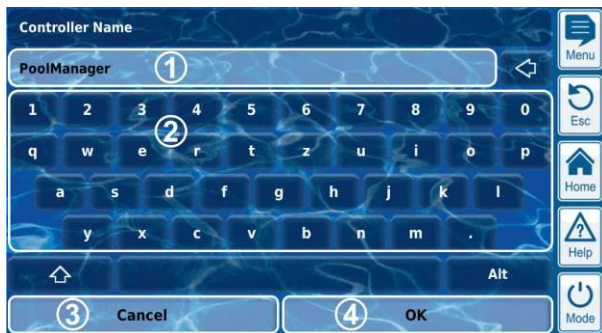 Controller Name
Menu
PoolManager ①
1 2 3 4 5 6 7 8 9 0
②
Esc
q w e r t z u i o p
a s d f g h j k l
Home
y x c v b n m .
Help
Alt
③ Cancel ④ OK
Mode